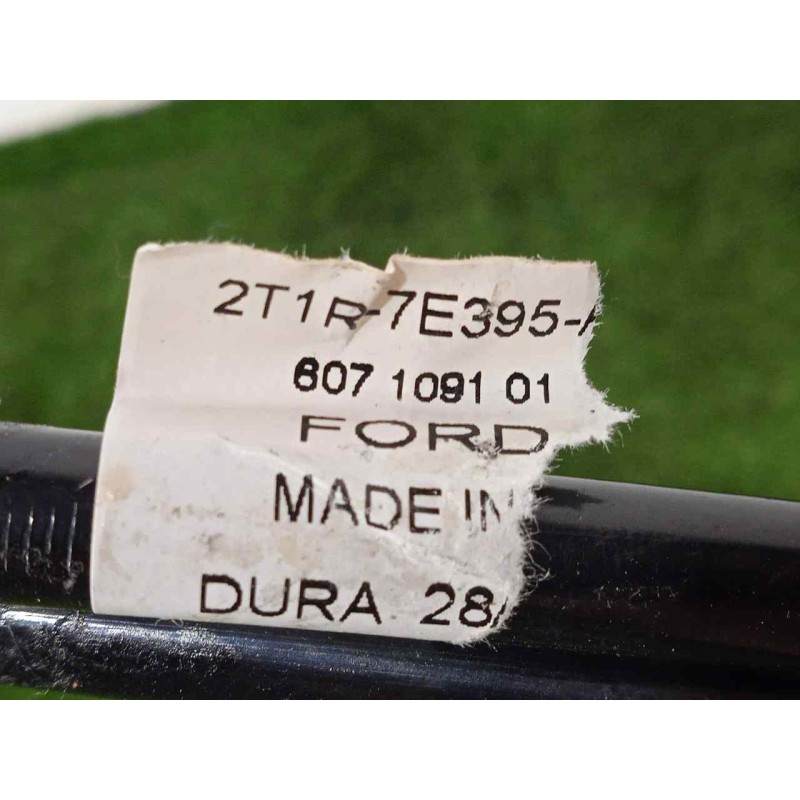 2T1R-7E395-
607 1091 01
FORD
MADE IN
DURA 28/